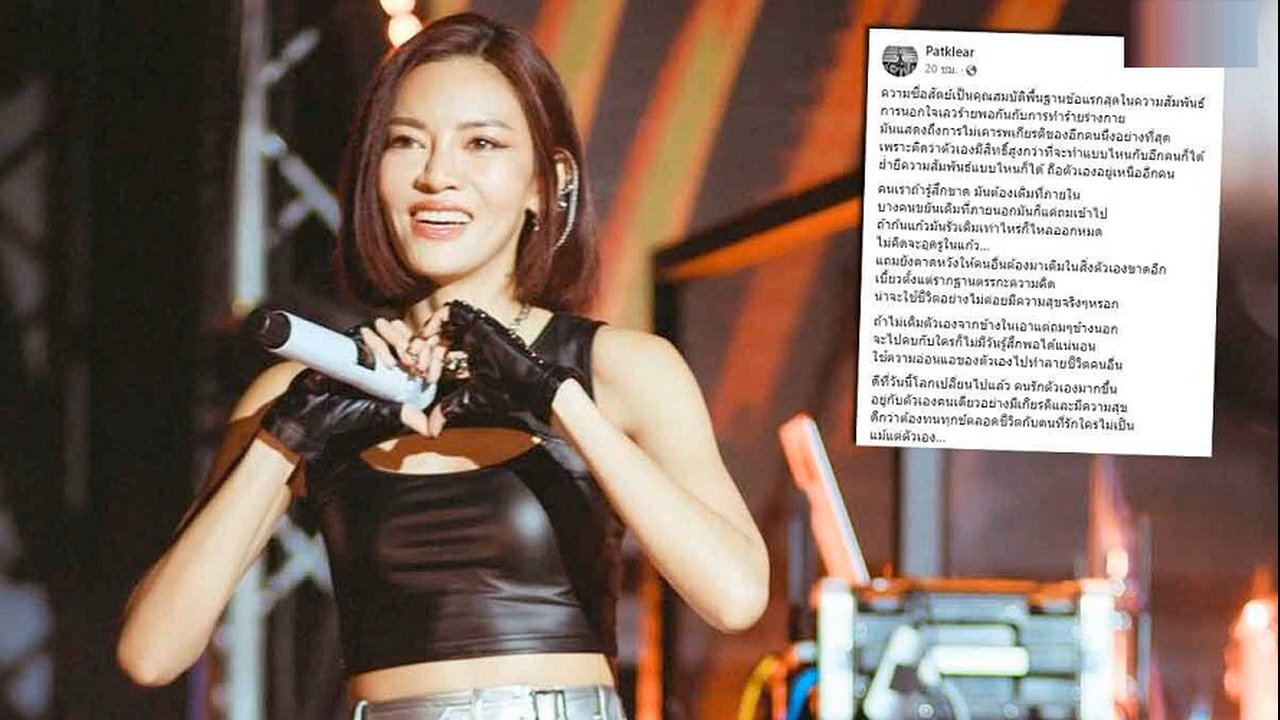 Patklear
20 ชม.
ความซื่อสัตย์เป็นคุณสมบัติพื้นฐานข้อแรกสุดในความสัมพันธ์
การนอกใจเลวร้ายพอกันกับการทำร้ายร่างกาย
มันแสดงถึงการไม่เคารพเกียรติของอีกคนนึงอย่างที่สุด
เพราะคิดว่าตัวเองมีสิทธิ์สูงกว่าที่จะทำแบบไหนกับอีกคนก็ได้
ย่ำยีความสัมพันธ์แบบไหนก็ได้ ถือตัวเองอยู่เหนืออีกคน
คนเราถ้ารู้สึกขาด มันต้องเติมที่ภายใน
บางคนขยันเติมที่ภายนอกมันก็แค่ถมเข้าไป
ถ้าก้นแก้วมันรั่วเติมเท่าไหร่ก็ไหลออกหมด
ไม่คิดจะอุดรูในแก้ว...
แถมยังคาดหวังให้คนอื่นต้องมาเติมในสิ่งตัวเองขาดอีก
เบี้ยวตั้งแต่รากฐานตรรกะความคิด
น่าจะใช้ชีวิตอย่างไม่ค่อยมีความสุขจริงๆหรอก
ถ้าไม่เติมตัวเองจากข้างในเอาแต่ถมๆข้างนอก
จะไปคบกับใครก็ไม่มีวันรู้สึกพอได้แน่นอน
ใช้ความอ่อนแอของตัวเองไปทำลายชีวิตคนอื่น
ดีที่วันนี้โลกเปลี่ยนไปแล้ว คนรักตัวเองมากขึ้น
อยู่กับตัวเองคนเดียวอย่างมีเกียรติและมีความสุข
ดีกว่าต้องทนทุกข์ตลอดชีวิตกับคนที่รักใครไม่เป็น
แม้แต่ตัวเอง...